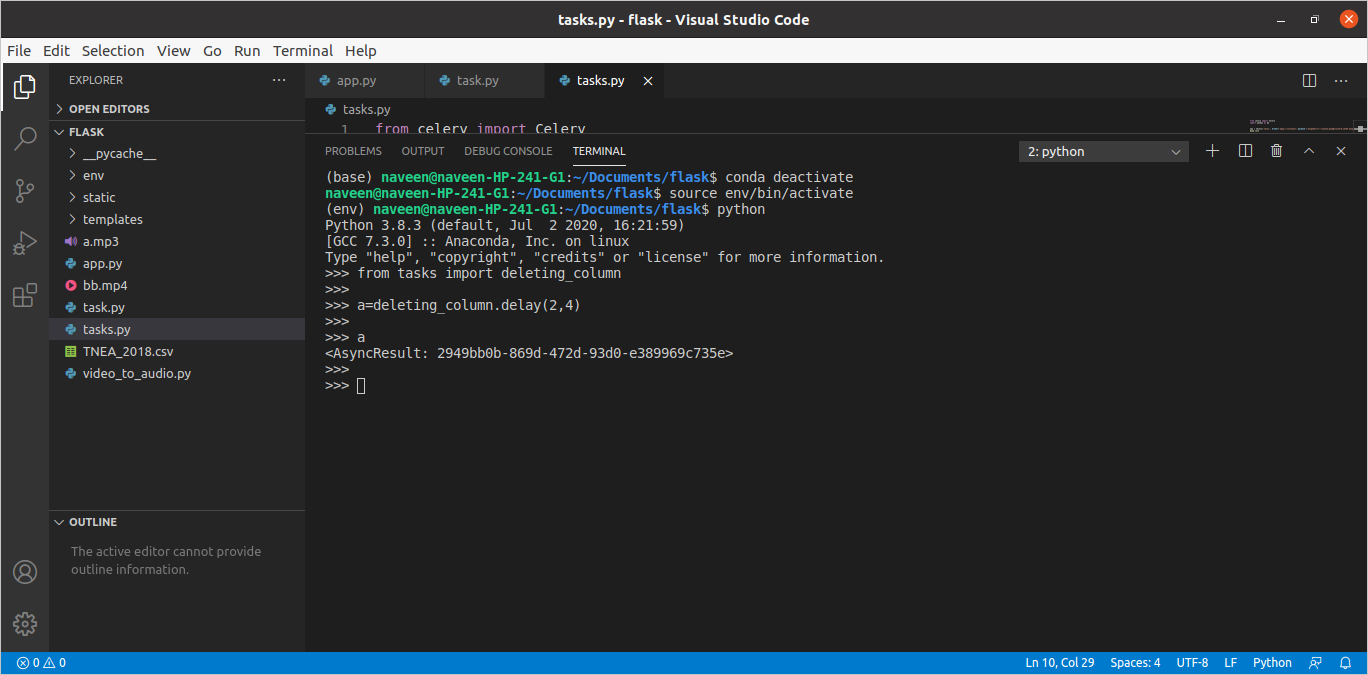 tasks.py - flask - Visual Studio Code
File Edit Selection View Go Run Terminal Help
EXPLORER
OPEN EDITORS
FLASK
__pycache__
env
static
templates
a.mp3
app.py
bb.mp4
task.py
tasks.py
TNEA_2018.csv
video_to_audio.py
OUTLINE
The active editor cannot provide
outline information.
app.py task.py tasks.py
tasks.py
1 from celery import Celery
PROBLEMS OUTPUT DEBUG CONSOLE TERMINAL 2: python
(base) naveen@naveen-HP-241-G1:~/Documents/flask$ conda deactivate
naveen@naveen-HP-241-G1:~/Documents/flask$ source env/bin/activate
(env) naveen@naveen-HP-241-G1:~/Documents/flask$ python
Python 3.8.3 (default, Jul  2 2020, 16:21:59)
[GCC 7.3.0] :: Anaconda, Inc. on linux
Type "help", "copyright", "credits" or "license" for more information.
>>> from tasks import deleting_column
>>>
>>> a=deleting_column.delay(2,4)
>>>
>>> a
<AsyncResult: 2949bb0b-869d-472d-93d0-e389969c735e>
>>>
>>>
0 0 Ln 10, Col 29 Spaces: 4 UTF-8 LF Python